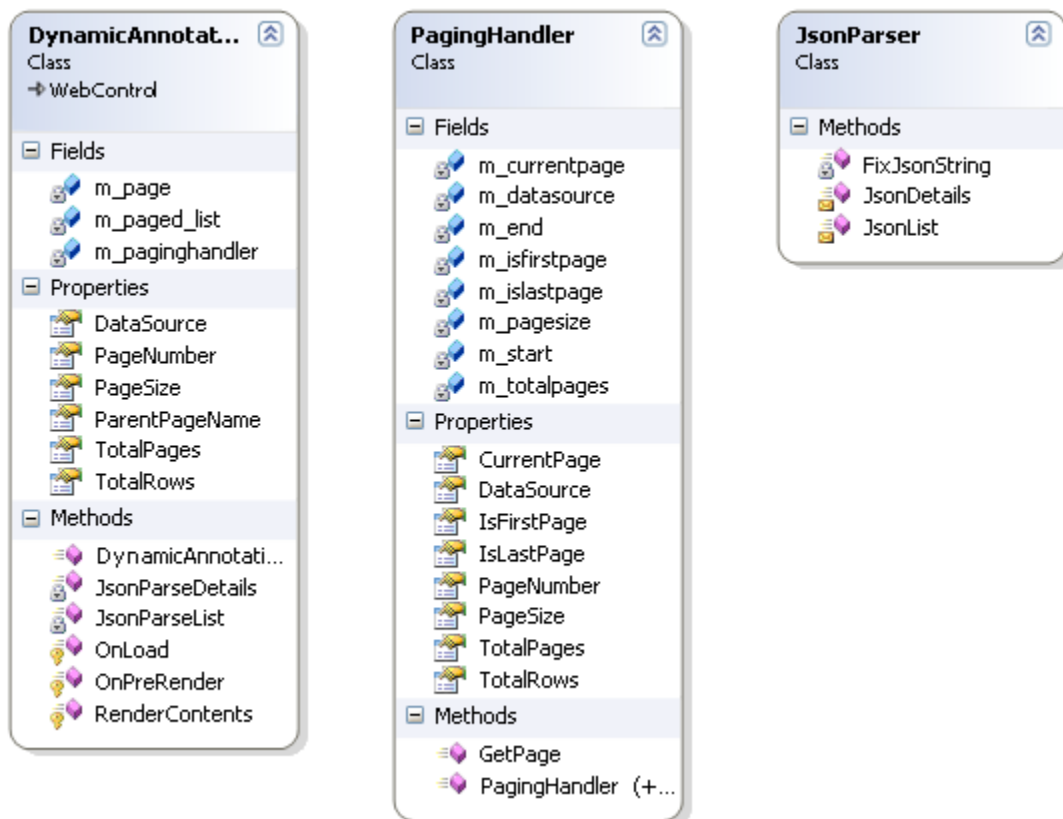 DynamicAnnotat...
Class
WebControl
Fields
m_page
m_paged_list
m_paginghandler
Properties
DataSource
PageNumber
PageSize
ParentPageName
TotalPages
TotalRows
Methods
DynamicAnnotati...
JsonParseDetails
JsonParseList
OnLoad
OnPreRender
RenderContents
PagingHandler
Class
Fields
m_currentpage
m_datasource
m_end
m_isfirstpage
m_islastpage
m_pagesize
m_start
m_totalpages
Properties
CurrentPage
DataSource
IsFirstPage
IsLastPage
PageNumber
PageSize
TotalPages
TotalRows
Methods
GetPage
PagingHandler (+...
JsonParser
Class
Methods
FixJsonString
JsonDetails
JsonList